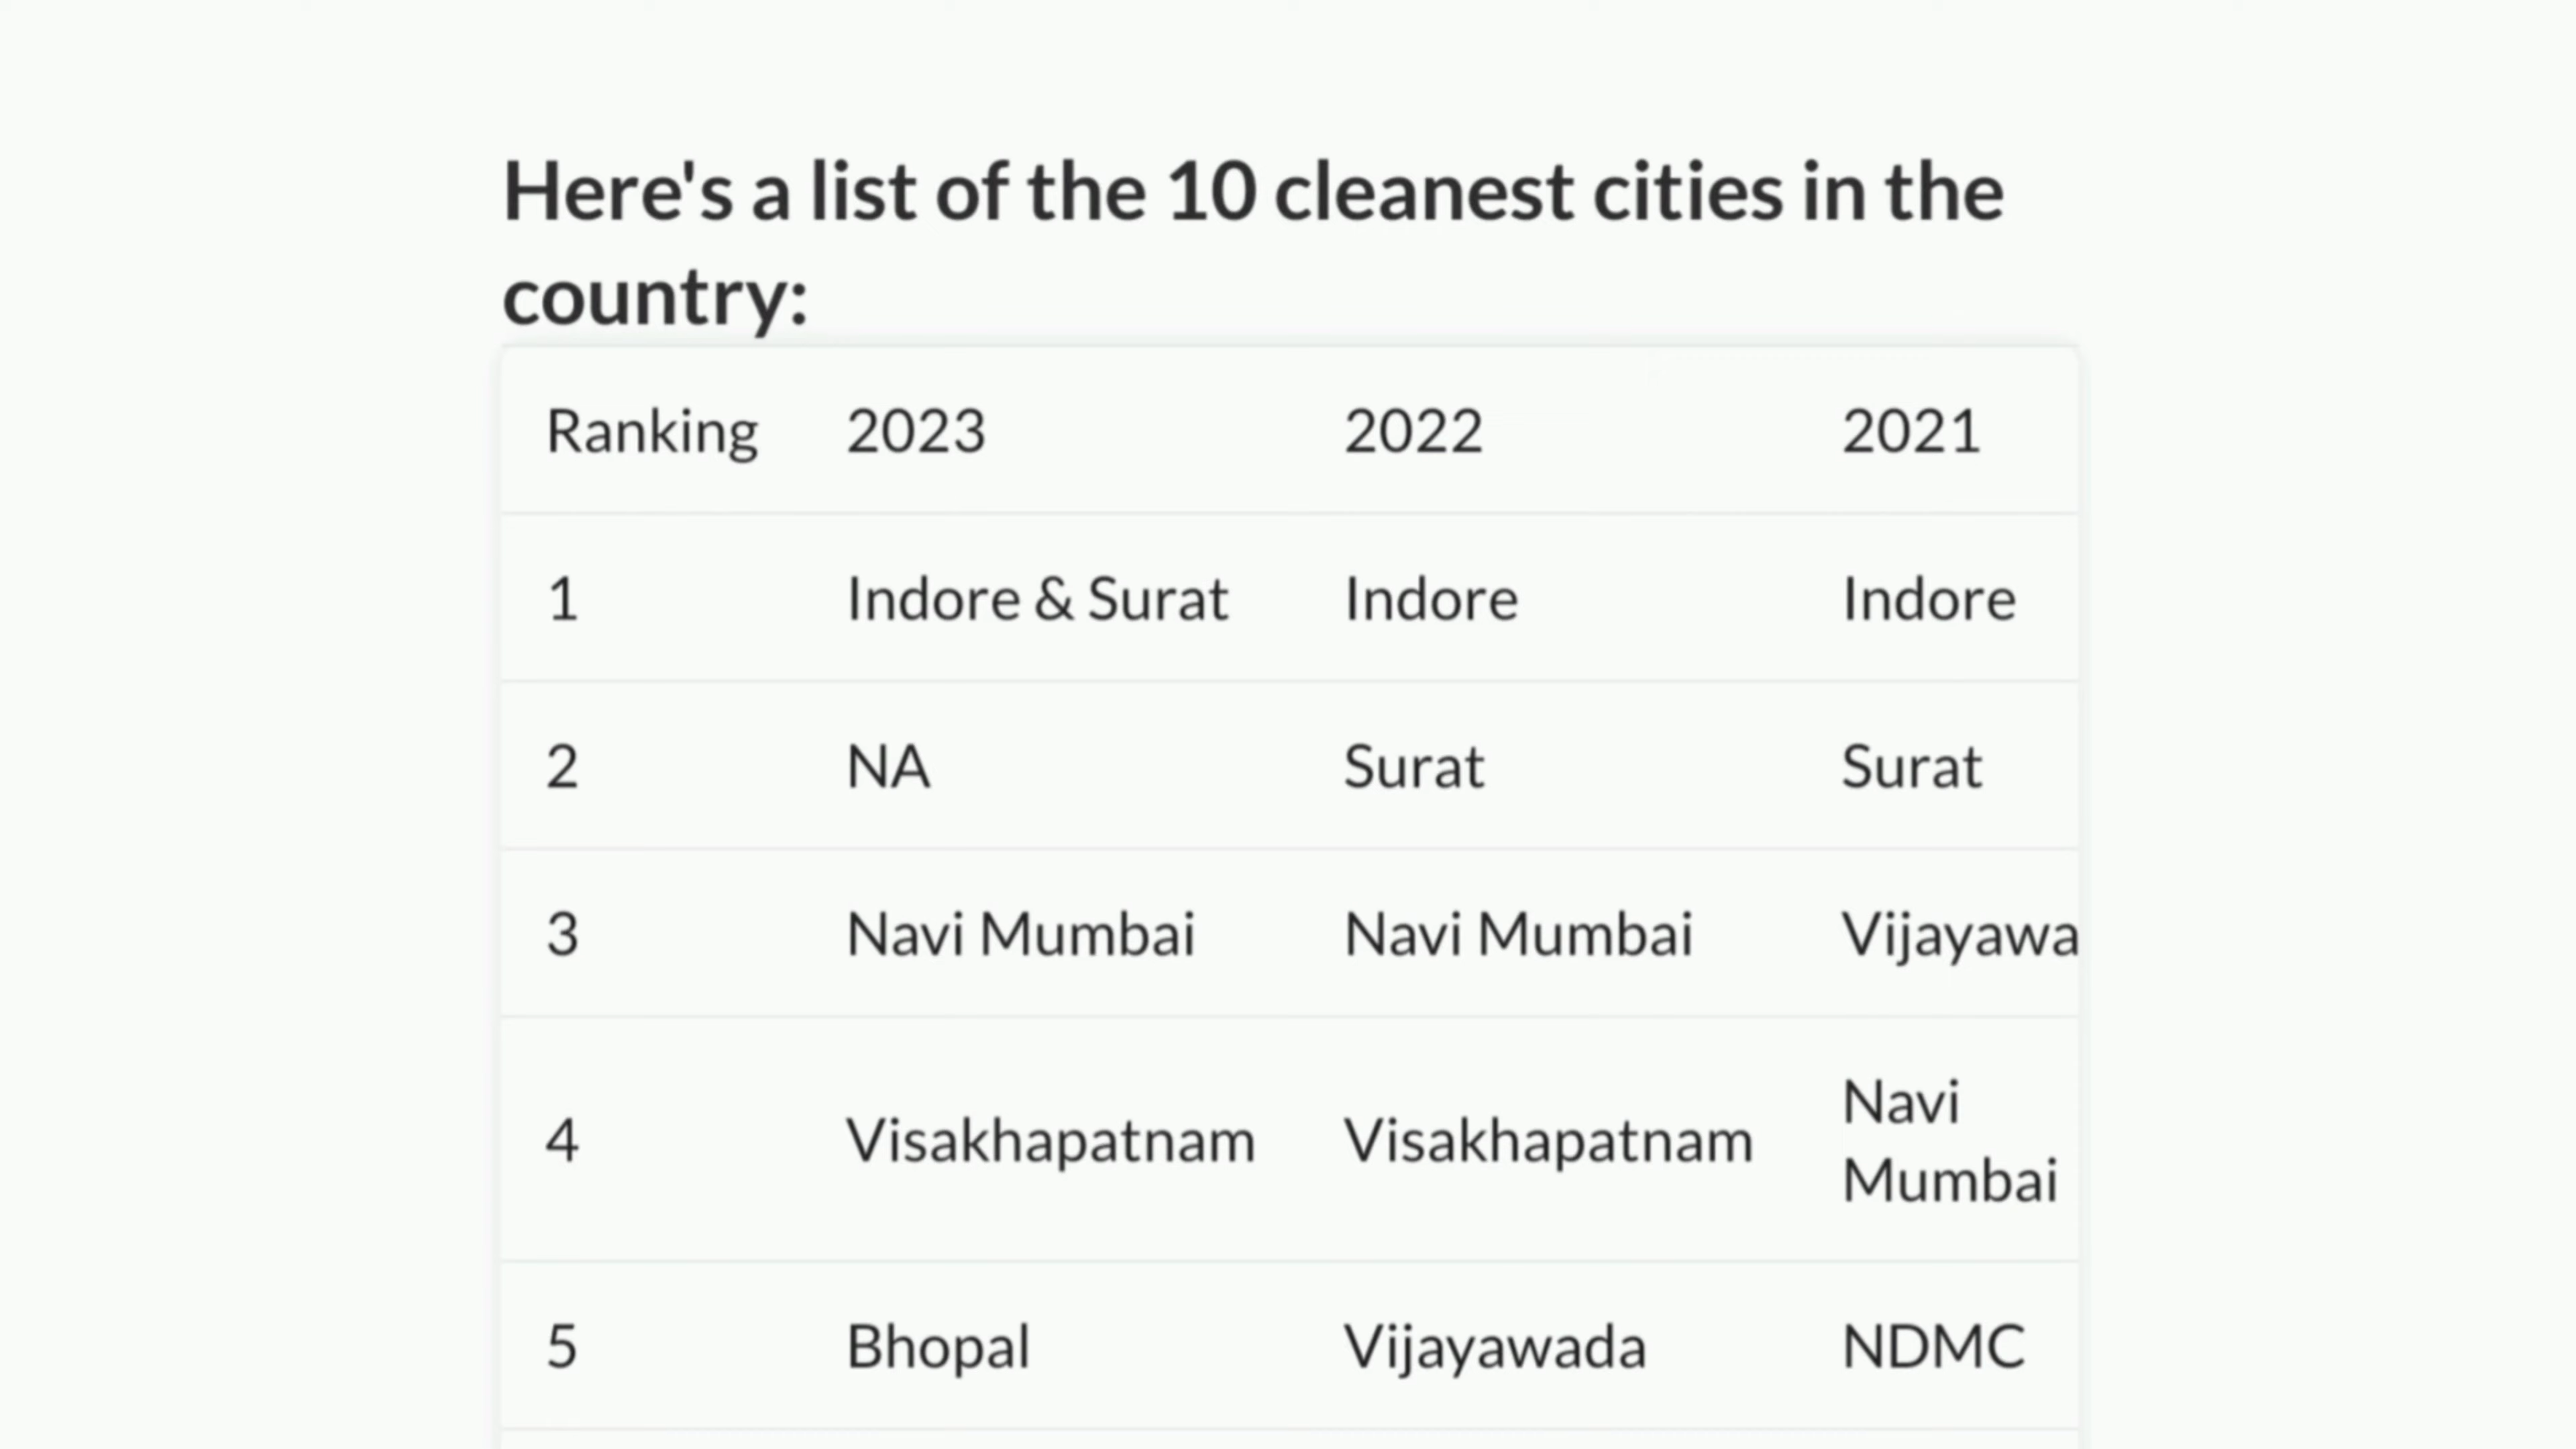 Here's a list of the 10 cleanest cities in the
country:
Ranking 2023 2022 2021
1 Indore & Surat Indore Indore
2 NA Surat Surat
3 Navi Mumbai Navi Mumbai Vijayawa
4 Visakhapatnam Visakhapatnam Navi
Mumbai
5 Bhopal Vijayawada NDMC